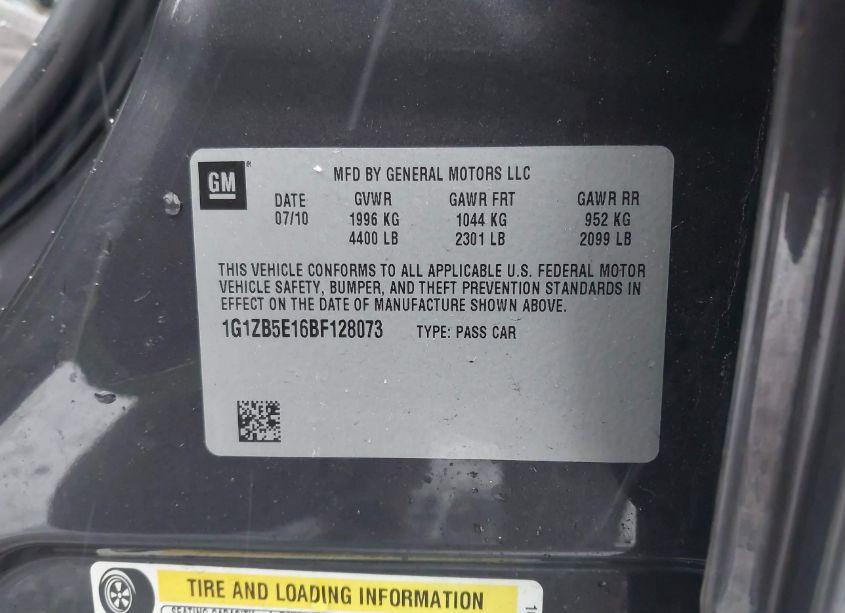 GM ®
MFD BY GENERAL MOTORS LLC
DATE GVWR GAWR FRT GAWR RR
07/10 1996 KG 1044 KG 952 KG
4400 LB 2301 LB 2099 LB
THIS VEHICLE CONFORMS TO ALL APPLICABLE U.S. FEDERAL MOTOR
VEHICLE SAFETY, BUMPER, AND THEFT PREVENTION STANDARDS IN
EFFECT ON THE DATE OF MANUFACTURE SHOWN ABOVE.
1G1ZB5E16BF128073 TYPE: PASS CAR
TIRE AND LOADING INFORMATION
SEATING CAPACITY